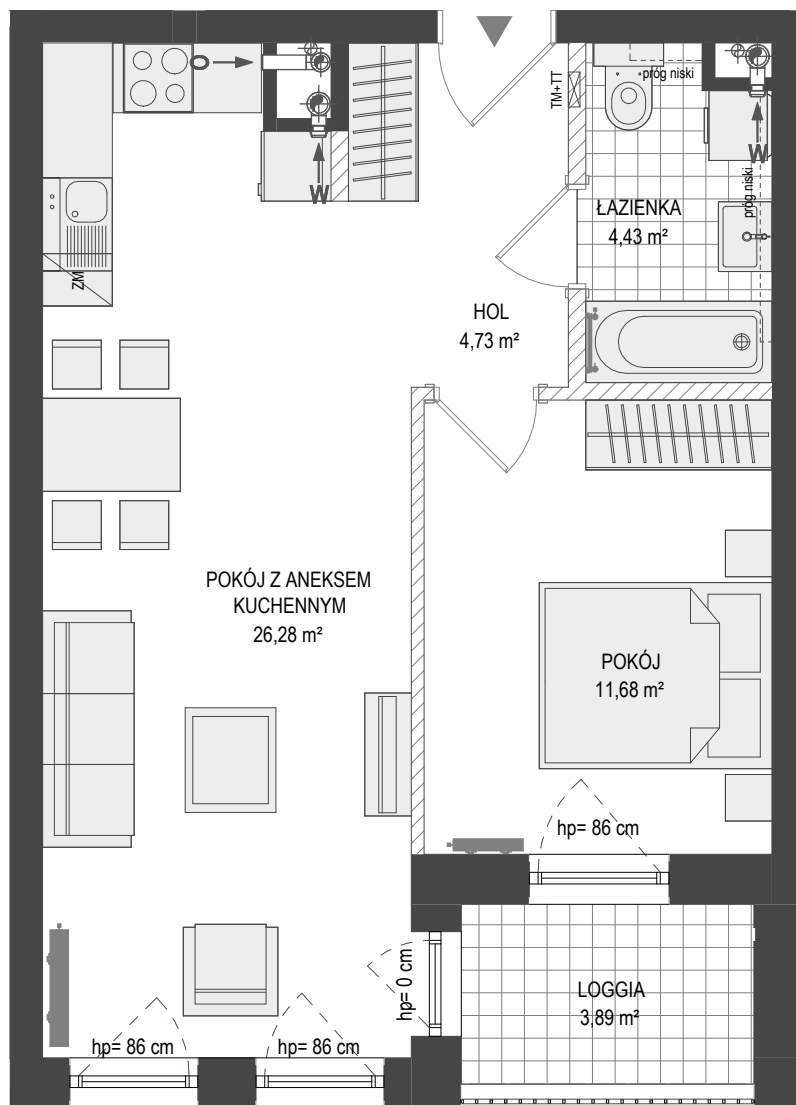 próg niski
TM+TT
W
W
próg niski
ŁAZIENKA
4,43 m²
ZM
HOL
4,73 m²
POKÓJ Z ANEKSEM
KUCHENNYM
26,28 m²
POKÓJ
11,68 m²
hp= 86 cm
hp= 0 cm
LOGGIA
3,89 m²
hp= 86 cm
hp= 86 cm